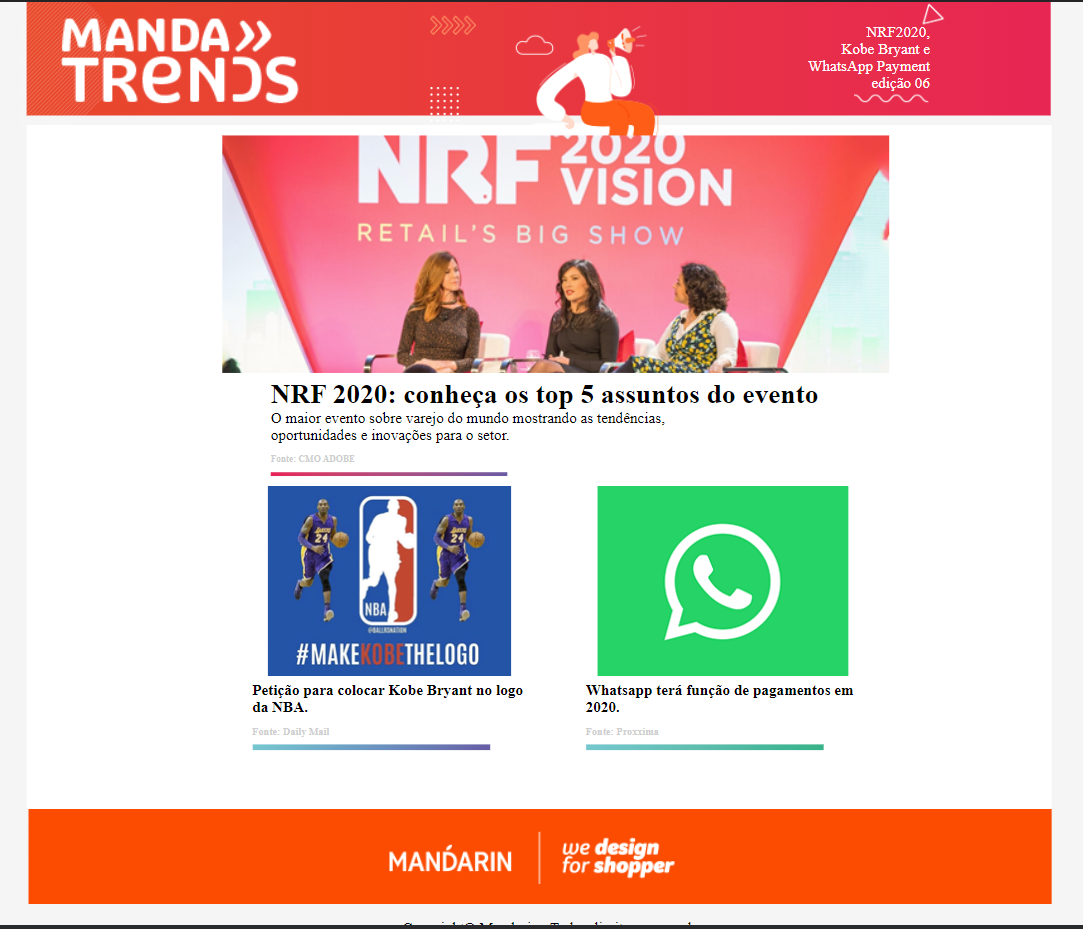 MANDA
TRENDS
NRF2020,
Kobe Bryant e
WhatsApp Payment
edição 06
NRF 2020 VISION
RETAIL'S BIG SHOW
NRF 2020: conheça os top 5 assuntos do evento
O maior evento sobre varejo do mundo mostrando as tendências,
oportunidades e inovações para o setor.
Fonte: CMO ADOBE
24
24
NBA
@BALLRSNATION
#MAKEKOBETHELOGO
Petição para colocar Kobe Bryant no logo
da NBA.
Fonte: Daily Mail
Whatsapp terá função de pagamentos em
2020.
Fonte: Proxxima
MANDARIN
we design
for shopper